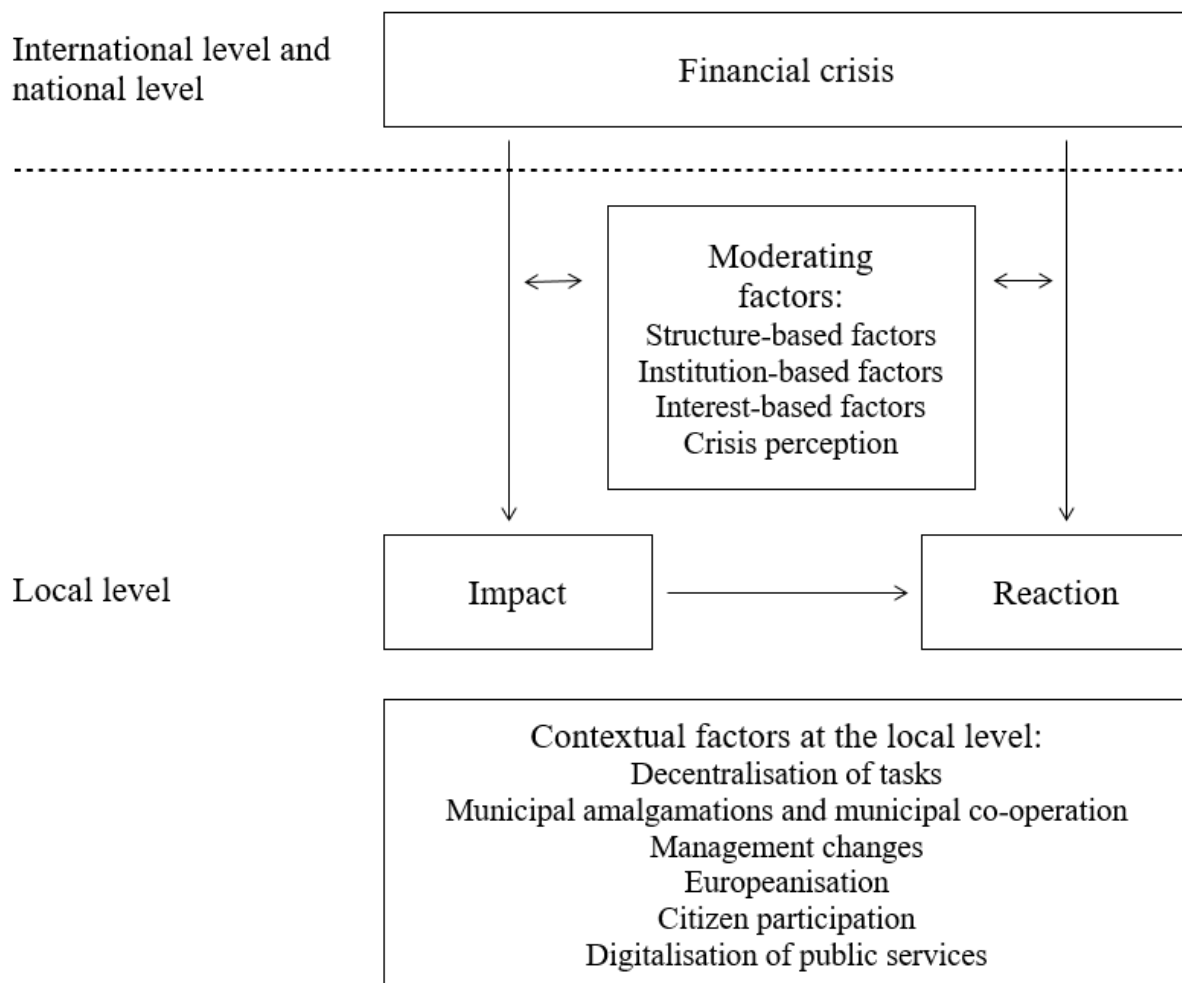 International level and
national level
Financial crisis
Moderating
factors:
Structure-based factors
Institution-based factors
Interest-based factors
Crisis perception
Local level
Impact
Reaction
Contextual factors at the local level:
Decentralisation of tasks
Municipal amalgamations and municipal co-operation
Management changes
Europeanisation
Citizen participation
Digitalisation of public services